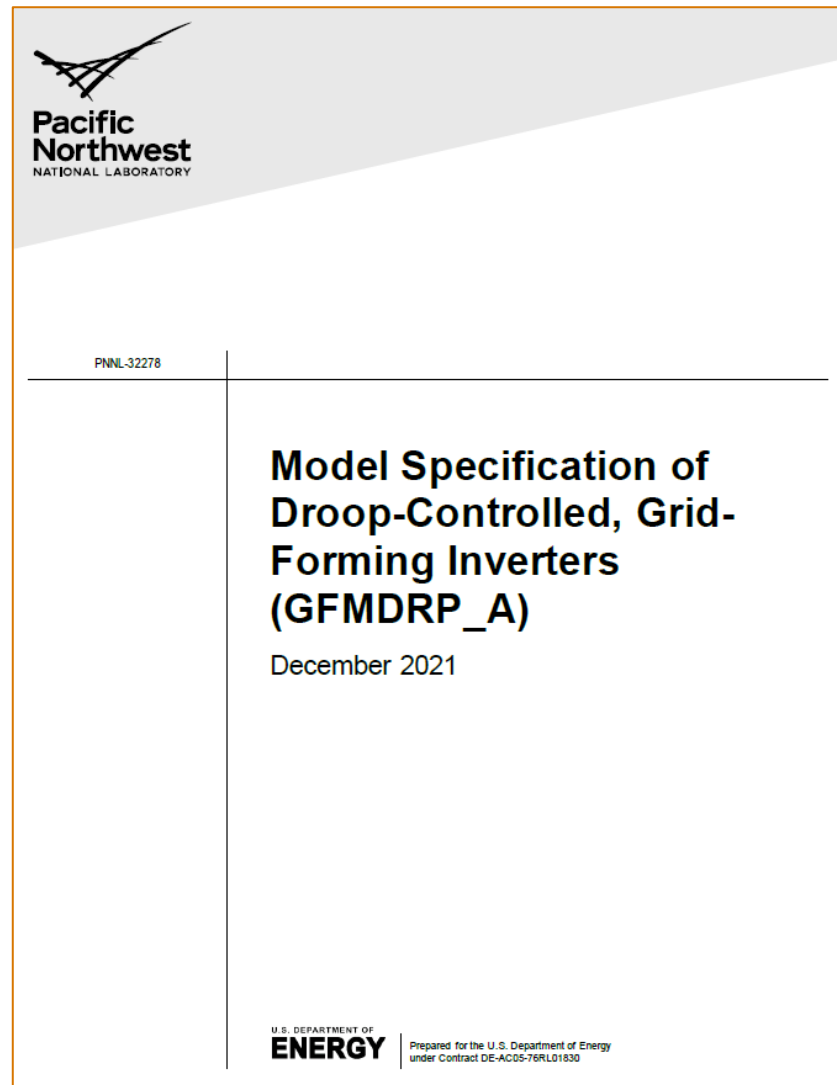 Pacific
Northwest
NATIONAL LABORATORY
PNNL-32278
Model Specification of
Droop-Controlled, Grid-
Forming Inverters
(GFMDRP_A)
December 2021
U.S. DEPARTMENT OF
ENERGY
Prepared for the U.S. Department of Energy
under Contract DE-AC05-76RL01830